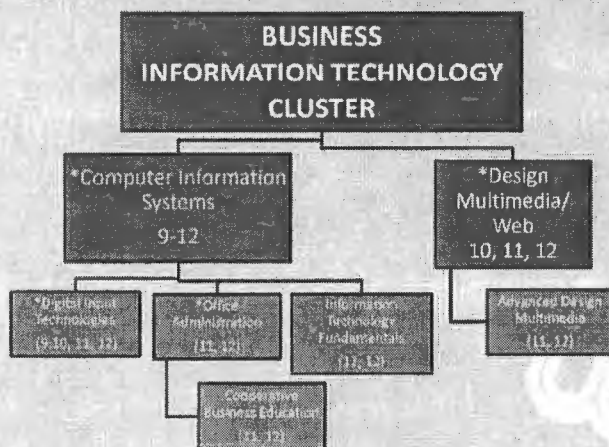 BUSINESS
INFORMATION TECHNOLOGY
CLUSTER
*Computer Information
Systems
9-12
*Design
Multimedia/
Web
10, 11, 12
*Digital Input
Technologies
(9,10, 11, 12)
*Office
Administration
(11, 12)
Information
Technology
Fundamentals
(11, 12)
Advanced Design
Multimedia
(11, 12)
Cooperative
Business Education
(11, 12)